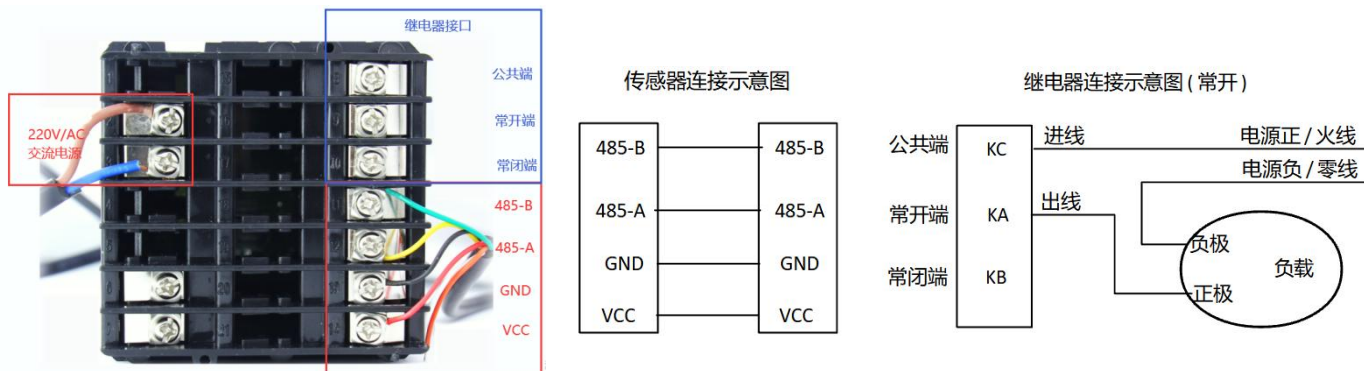 继电器接口
公共端
常开端
常闭端
220V/AC
交流电源
485-B
485-A
GND
VCC
传感器连接示意图
485-B
485-B
485-A
485-A
GND
GND
VCC
VCC
继电器连接示意图(常开)
公共端
KC
进线
电源正/火线
电源负/零线
常开端
KA
出线
常闭端
KB
负极
负载
正极